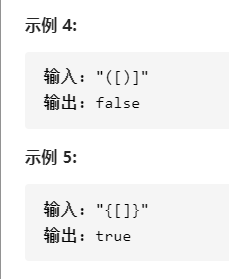 示例 4:
输入: "([)]"
输出: false
示例 5:
输入: "{[]}"
输出: true